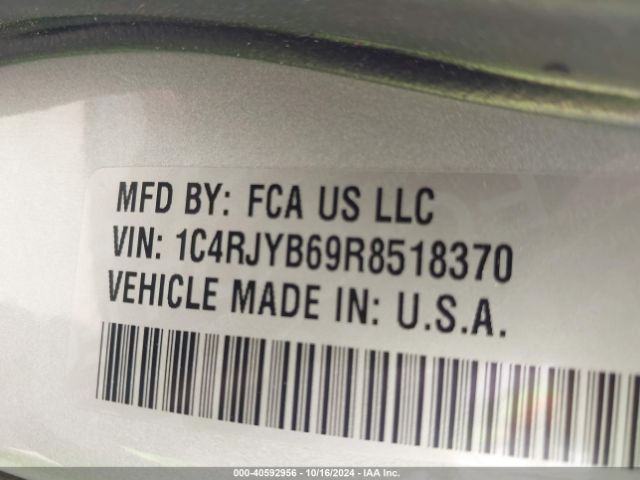 MFD BY: FCA US LLC
VIN: 1C4RJYB69R8518370
VEHICLE MADE IN: U.S.A.
000-40592956 - 10/16/2024 - IAA Inc.